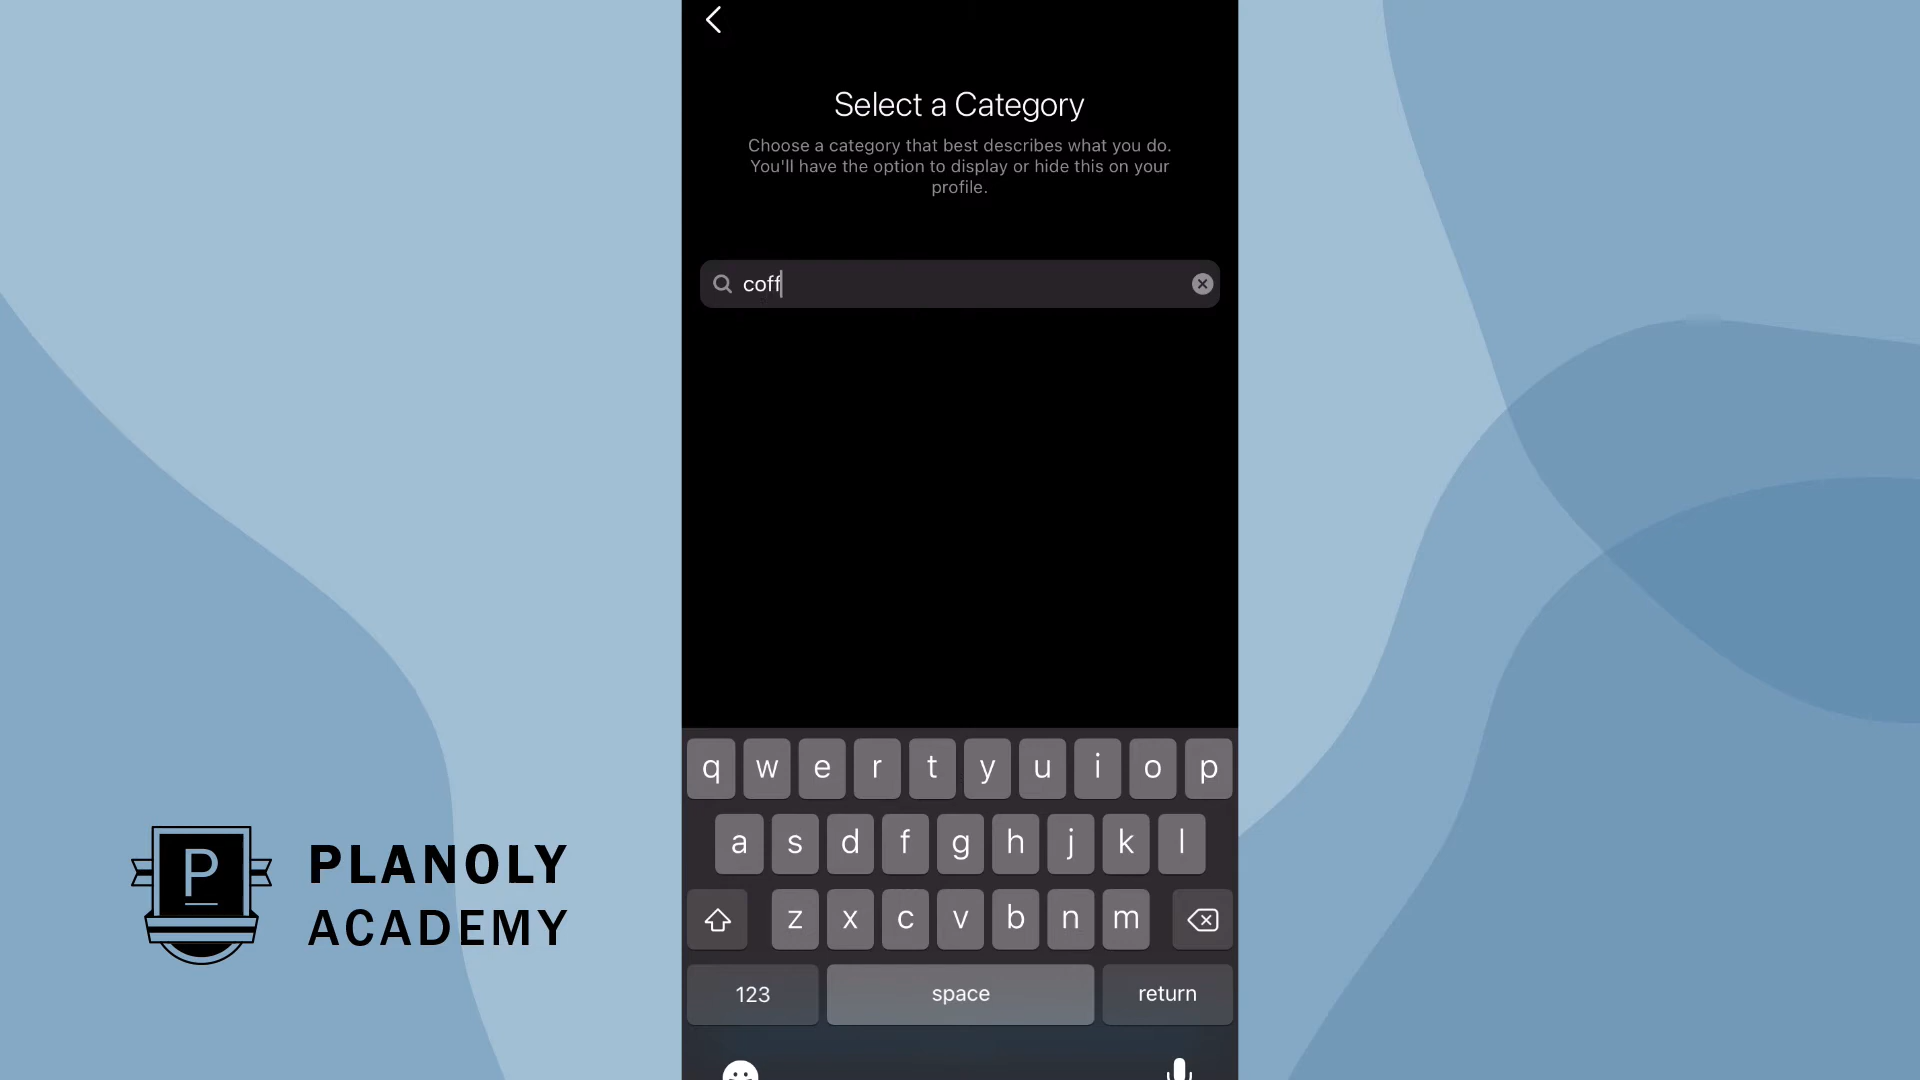 Select a Category
Choose a category that best describes what you do.
You'll have the option to display or hide this on your
profile.
coff
q w e r t y u i o p
a s d f g h j k l
z x c v b n m
123 space return
P
PLANOLY
ACADEMY